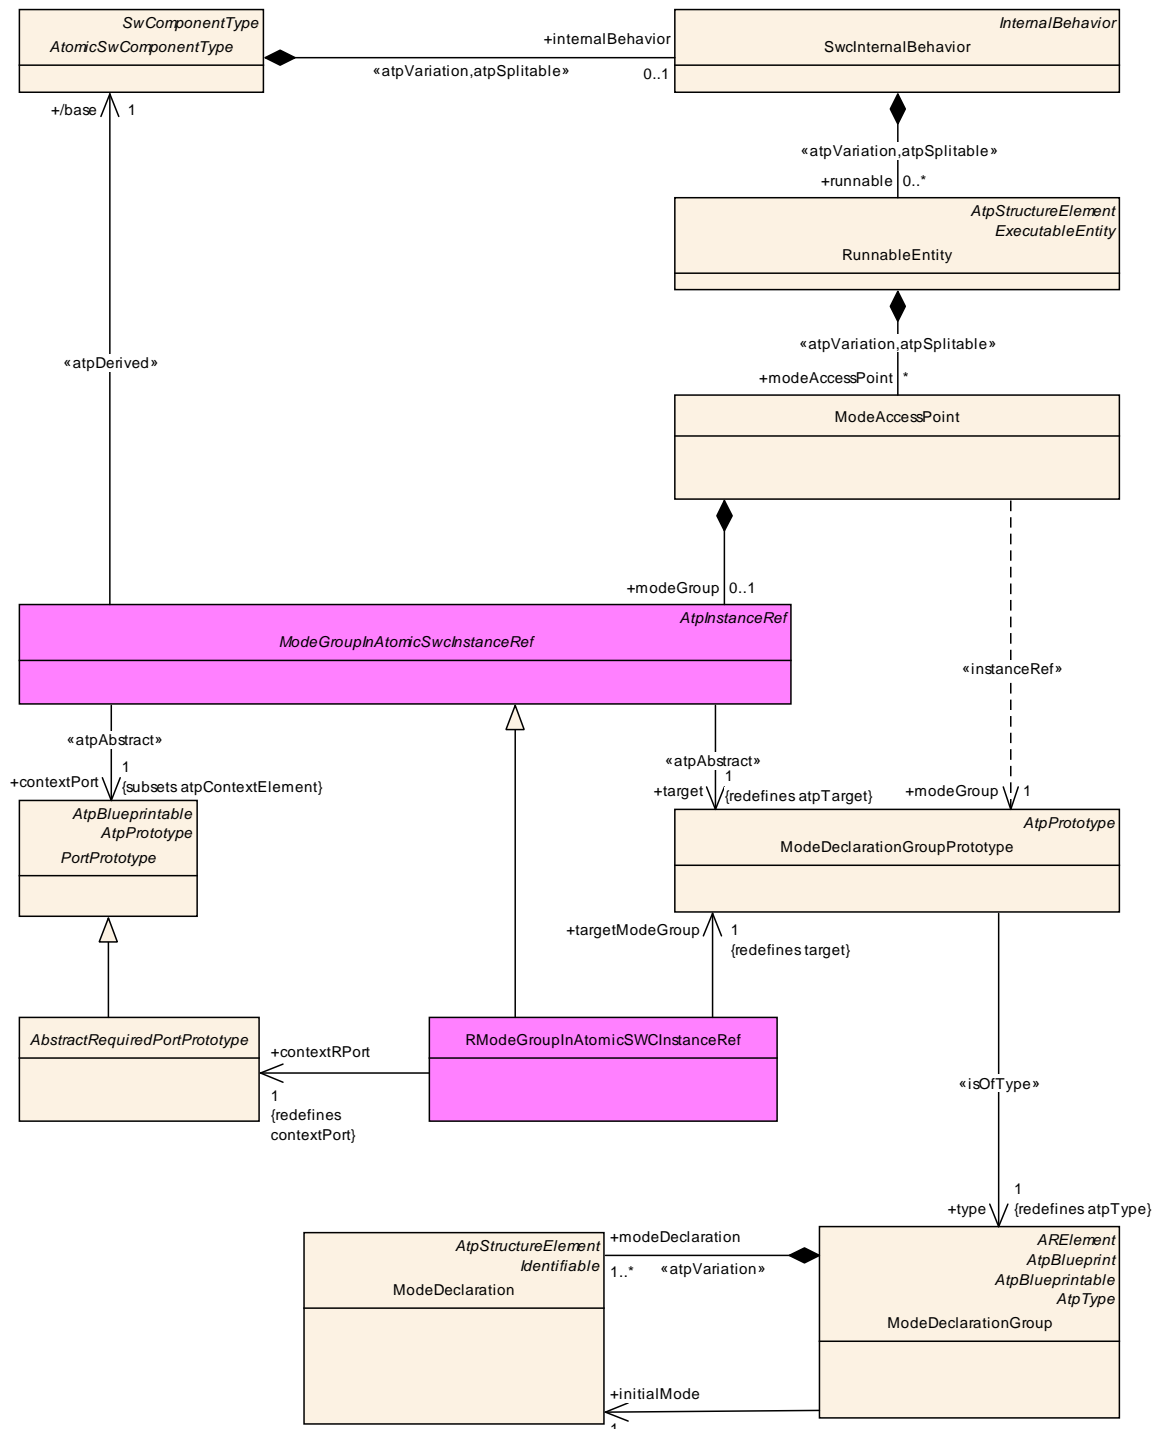 SwComponentType
AtomicSwComponentType
InternalBehavior
SwcInternalBehavior
+internalBehavior
«atpVariation,atpSplitable»
0..1
+/base
1
«atpVariation,atpSplitable»
+runnable
0..*
AtpStructureElement
ExecutableEntity
RunnableEntity
«atpVariation,atpSplitable»
«atpDerived»
+modeAccessPoint
*
ModeAccessPoint
+modeGroup
0..1
AtpInstanceRef
ModeGroupInAtomicSwcInstanceRef
«instanceRef»
«atpAbstract»
+contextPort
1
{subsets atpContextElement}
«atpAbstract»
+target
1
{redefines atpTarget}
+modeGroup
1
AtpBlueprintable
AtpPrototype
PortPrototype
AtpPrototype
ModeDeclarationGroupPrototype
+targetModeGroup
1
{redefines target}
AbstractRequiredPortPrototype
+contextRPort
1
{redefines
contextPort}
RModeGroupInAtomicSWCInstanceRef
«isOfType»
+type
1
{redefines atpType}
AtpStructureElement
Identifiable
ModeDeclaration
+modeDeclaration
1..*
«atpVariation»
ARElement
AtpBlueprint
AtpBlueprintable
AtpType
ModeDeclarationGroup
+initialMode